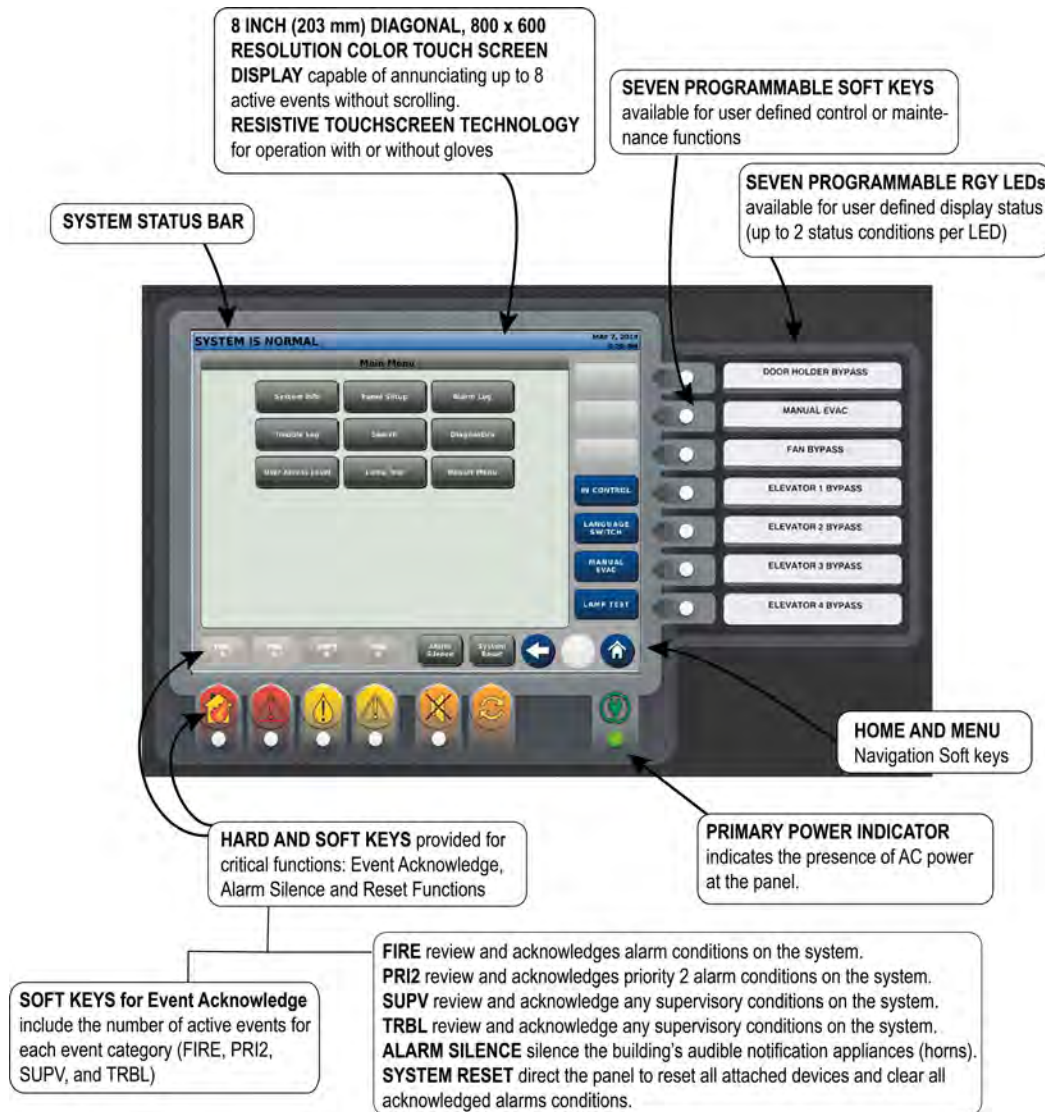 8 INCH (203 mm) DIAGONAL, 800 x 600
RESOLUTION COLOR TOUCH SCREEN
DISPLAY capable of annunciating up to 8
active events without scrolling.
RESISTIVE TOUCHSCREEN TECHNOLOGY
for operation with or without gloves
SEVEN PROGRAMMABLE SOFT KEYS
available for user defined control or mainte-
nance functions
SEVEN PROGRAMMABLE RGY LEDs
available for user defined display status
(up to 2 status conditions per LED)
SYSTEM STATUS BAR
SYSTEM IS NORMAL
MAY 7, 2019
Main Menu
System Info
Panel Setup
Alarm Log
Trouble Log
Search
Diagnostics
User Access Level
Lamp Test
Report Menu
IN CONTROL
LANGUAGE
SWITCH
MANUAL
EVAC
LAMP TEST
DOOR HOLDER BYPASS
MANUAL EVAC
FAN BYPASS
ELEVATOR 1 BYPASS
ELEVATOR 2 BYPASS
ELEVATOR 3 BYPASS
ELEVATOR 4 BYPASS
Alarm
Silence
System
Reset
HOME AND MENU
Navigation Soft keys
HARD AND SOFT KEYS provided for
critical functions: Event Acknowledge,
Alarm Silence and Reset Functions
PRIMARY POWER INDICATOR
indicates the presence of AC power
at the panel.
SOFT KEYS for Event Acknowledge
include the number of active events for
each event category (FIRE, PRI2,
SUPV, and TRBL)
FIRE review and acknowledges alarm conditions on the system.
PRI2 review and acknowledges priority 2 alarm conditions on the system.
SUPV review and acknowledge any supervisory conditions on the system.
TRBL review and acknowledge any supervisory conditions on the system.
ALARM SILENCE silence the building's audible notification appliances (horns).
SYSTEM RESET direct the panel to reset all attached devices and clear all
acknowledged alarms conditions.